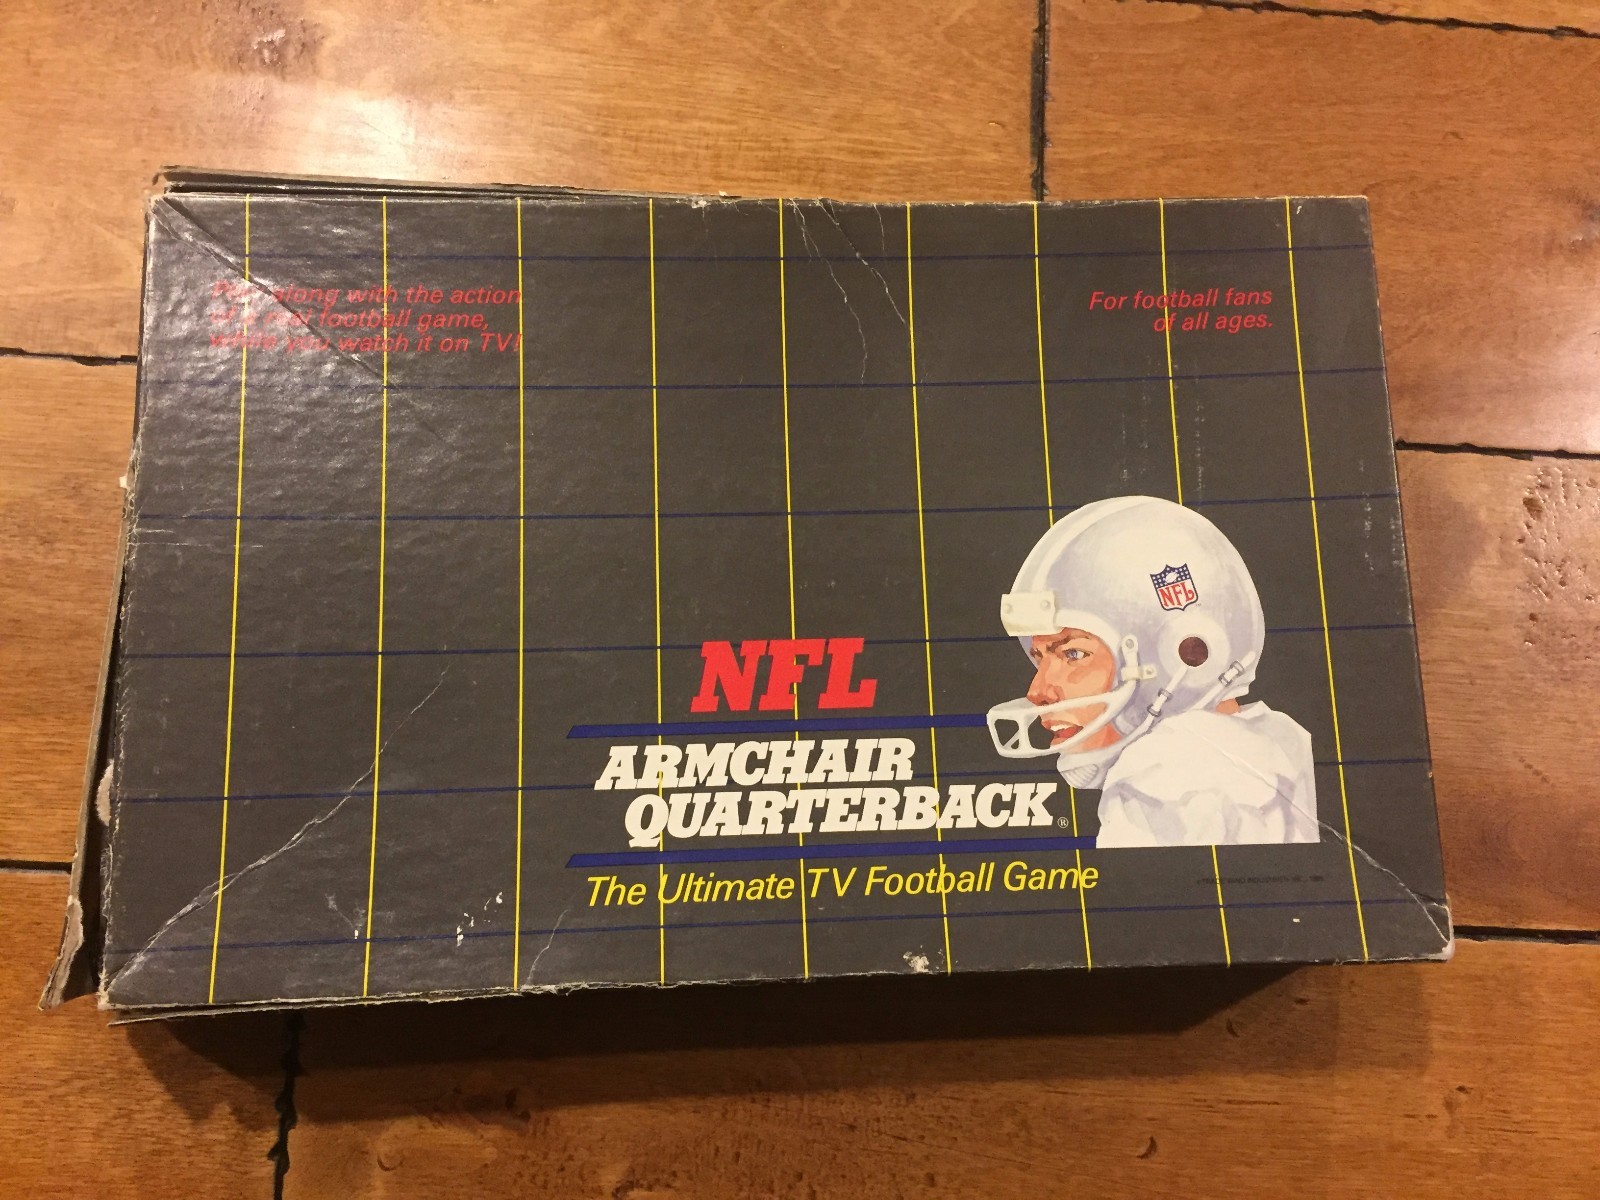 Play along with the action
of a real football game,
while you watch it on TV!
For football fans
of all ages.
NFL
NFL
ARMCHAIR
QUARTERBACK®
The Ultimate TV Football Game